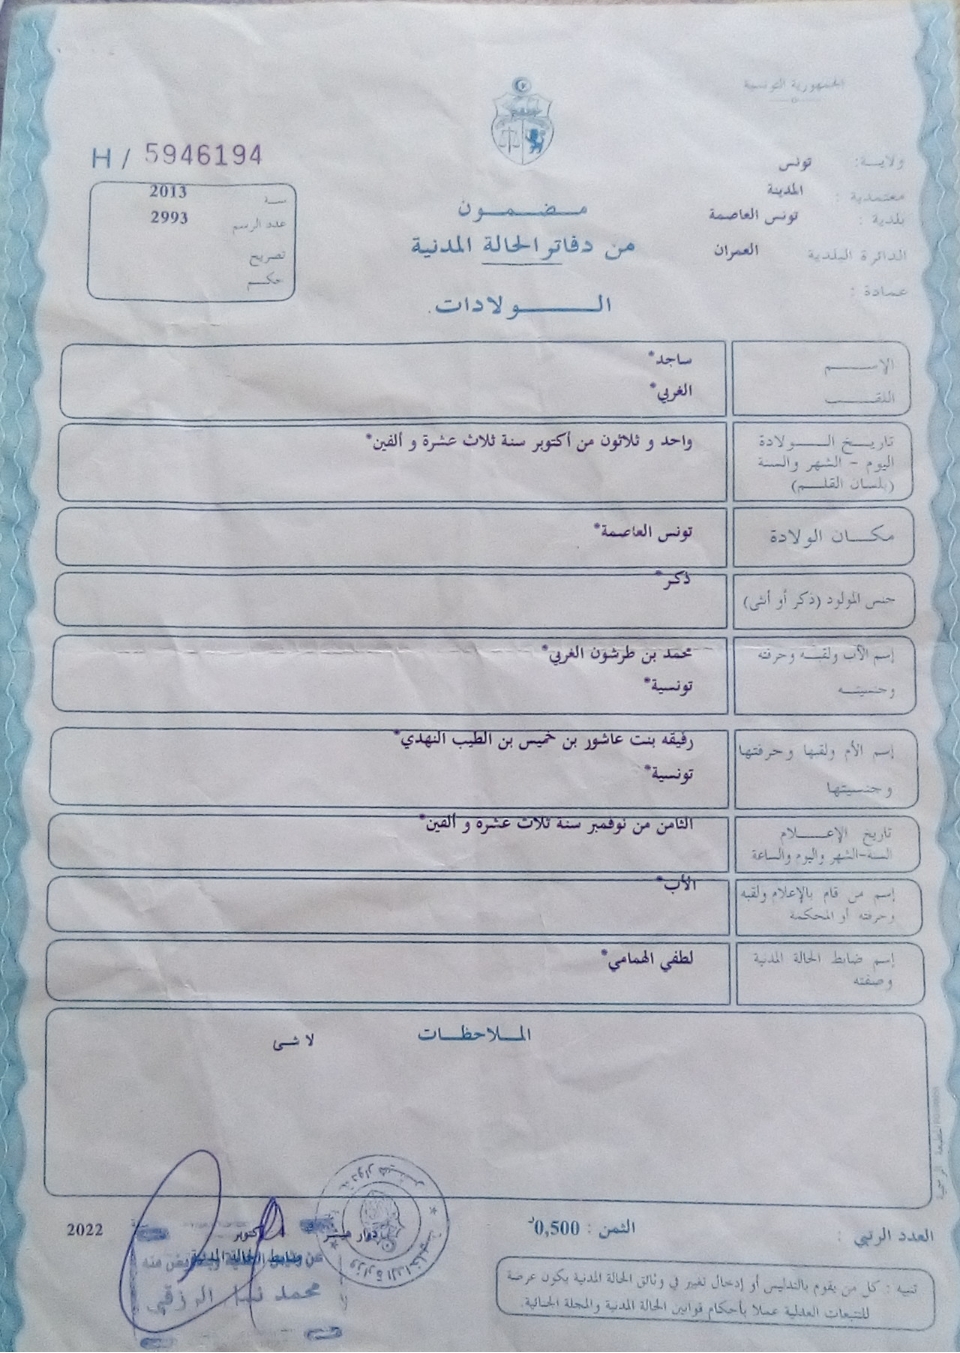 الجمهورية التونسية
H / 5946194
ولايـة: تونس
معتمدية : المدينة
بلدية : تونس العاصمة
الدائرة البلدية العمران
عمادة :
سنة 2013
عدد الرسم 2993
تصريح
حكم
مضمون
من دفاتر الحالة المدنية
الولادات
الإسم ساجد*
اللقب الغربي*
تاريخ الولادة واحد و ثلاثون من أكتوبر سنة ثلاث عشرة و ألفين*
اليوم - الشهر والسنة
(بلسان القلم)
مكان الولادة تونس العاصمة*
جنس المولود (ذكر أو أنثى) ذكر*
إسم الأب ولقبه وحرفته محمد بن طرشون الغربي*
وجنسيته تونسية*
إسم الأم ولقبها وحرفتها رفيقه بنت عاشور بن خميس بن الطيب النهدي*
وجنسيتها تونسية*
تاريخ الإعلام الثامن من نوفمبر سنة ثلاث عشرة و ألفين*
السنة-الشهر واليوم والساعة
إسم من قام بالإعلام ولقبه الأب*
وحرفته أو المحكمة
إسم ضابط الحالة المدنية لطفي الهمامي*
وصفته
الملاحظات
لا شئ
العدد الرتبي :
الثمن : 0,500د
أكتوبر 2022
ضابط الحالة المدنية
محمد الرزقي
تنبيه : كل من يقوم بالتدليس أو إدخال تغيير في وثائق الحالة المدنية يكون عرضة
للتتبعات العدلية عملا بأحكام قوانين الحالة المدنية والمجلة الجنائية.